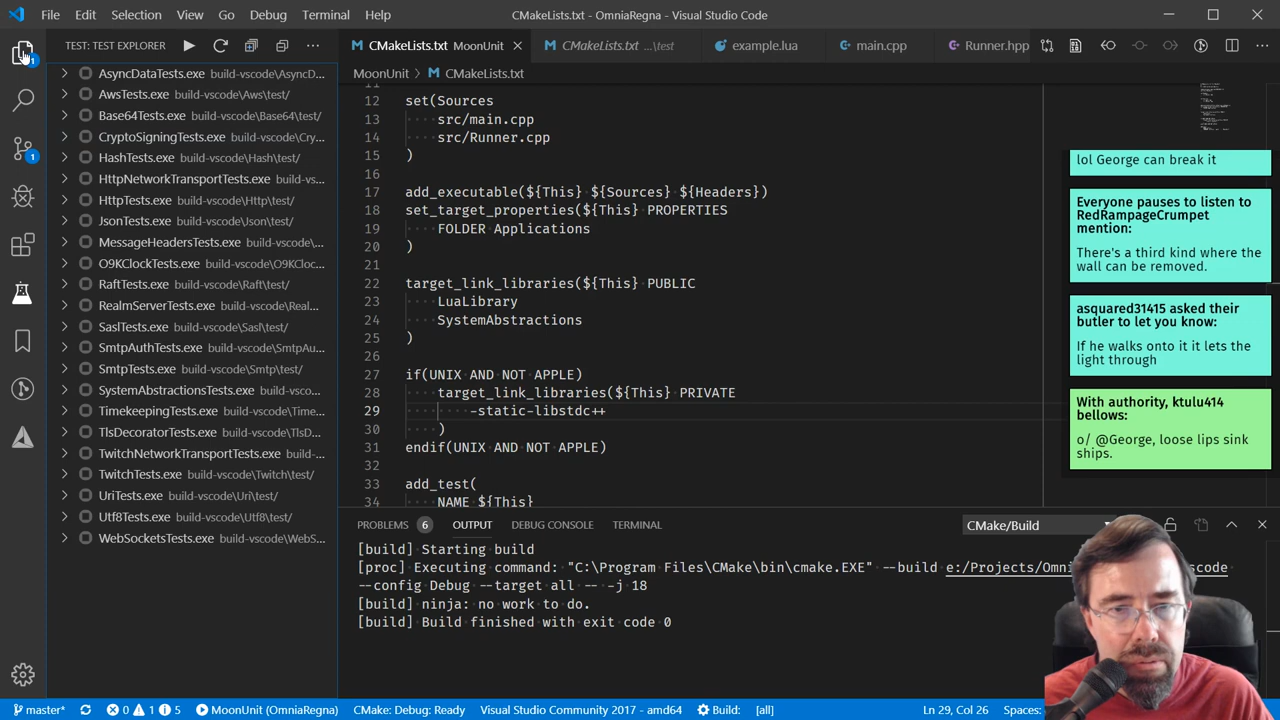 File Edit Selection View Go Debug Terminal Help
CMakeLists.txt - OmniaRegna - Visual Studio Code
TEST: TEST EXPLORER
CMakeLists.txt MoonUnit
CMakeLists.txt ...\test
example.lua
main.cpp
Runner.hpp
MoonUnit > CMakeLists.txt
1
1
AsyncDataTests.exe build-vscode\AsyncD...
AwsTests.exe build-vscode\Aws\test/
Base64Tests.exe build-vscode\Base64\test/
CryptoSigningTests.exe build-vscode\Cry...
HashTests.exe build-vscode\Hash\test/
HttpNetworkTransportTests.exe build-vs...
HttpTests.exe build-vscode\Http\test/
JsonTests.exe build-vscode\Json\test/
MessageHeadersTests.exe build-vscode\...
O9KClockTests.exe build-vscode\O9KClo...
RaftTests.exe build-vscode\Raft\test/
RealmServerTests.exe build-vscode\Real...
SaslTests.exe build-vscode\Sasl\test/
SmtpAuthTests.exe build-vscode\SmtpAu...
SmtpTests.exe build-vscode\Smtp\test/
SystemAbstractionsTests.exe build-vsco...
TimekeepingTests.exe build-vscode\Time...
TlsDecoratorTests.exe build-vscode\TlsD...
TwitchNetworkTransportTests.exe build-...
TwitchTests.exe build-vscode\Twitch\test/
UriTests.exe build-vscode\Uri\test/
Utf8Tests.exe build-vscode\Utf8\test/
WebSocketsTests.exe build-vscode\WebS...
12 set(Sources
13 src/main.cpp
14 src/Runner.cpp
15 )
16
17 add_executable(${This} ${Sources} ${Headers})
18 set_target_properties(${This} PROPERTIES
19 FOLDER Applications
20 )
21
22 target_link_libraries(${This} PUBLIC
23 LuaLibrary
24 SystemAbstractions
25 )
26
27 if(UNIX AND NOT APPLE)
28 target_link_libraries(${This} PRIVATE
29 -static-libstdc++
30 )
31 endif(UNIX AND NOT APPLE)
32
33 add_test(
34 NAME ${This}
lol George can break it
Everyone pauses to listen to
RedRampageCrumpet
mention:
There's a third kind where the
wall can be removed.
asquared31415 asked their
butler to let you know:
If he walks onto it it lets the
light through
With authority, ktulu414
bellows:
o/ @George, loose lips sink
ships.
PROBLEMS 6 OUTPUT DEBUG CONSOLE TERMINAL
CMake/Build
[build] Starting build
[proc] Executing command: "C:\Program Files\CMake\bin\cmake.EXE" --build e:/Projects/Omni
scode
--config Debug --target all -- -j 18
[build] ninja: no work to do.
[build] Build finished with exit code 0
master* 0 1 5 MoonUnit (OmniaRegna) CMake: Debug: Ready Visual Studio Community 2017 - amd64 Build: [all] Ln 29, Col 26 Spaces: